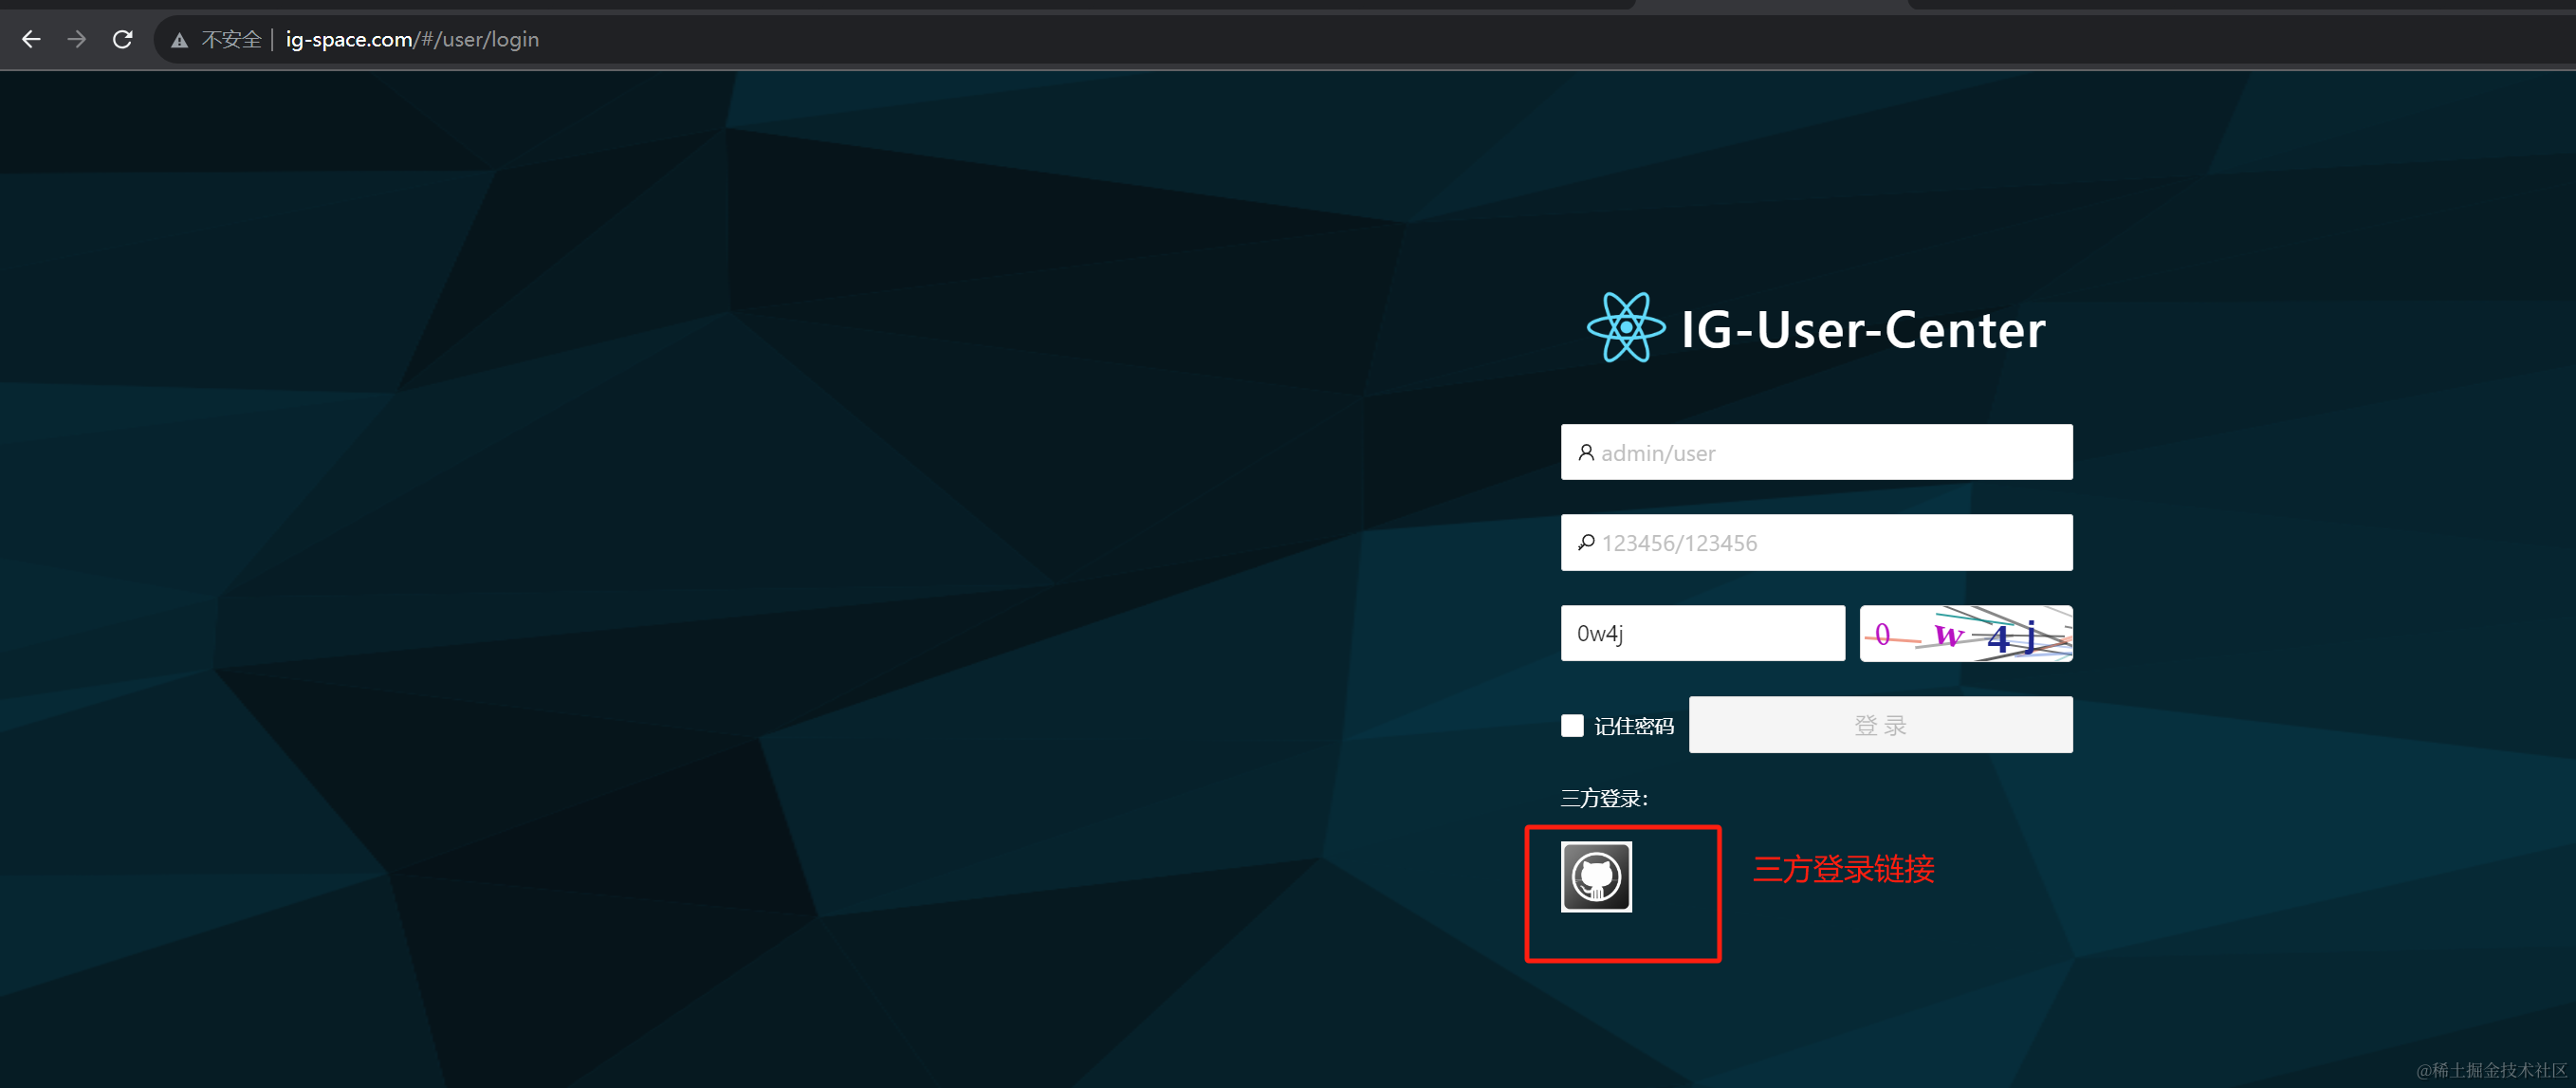 不安全 | ig-space.com/#/user/login
IG-User-Center
admin/user
123456/123456
0w4j
0 w 4 j
记住密码
登 录
三方登录:
三方登录链接
@稀土掘金技术社区